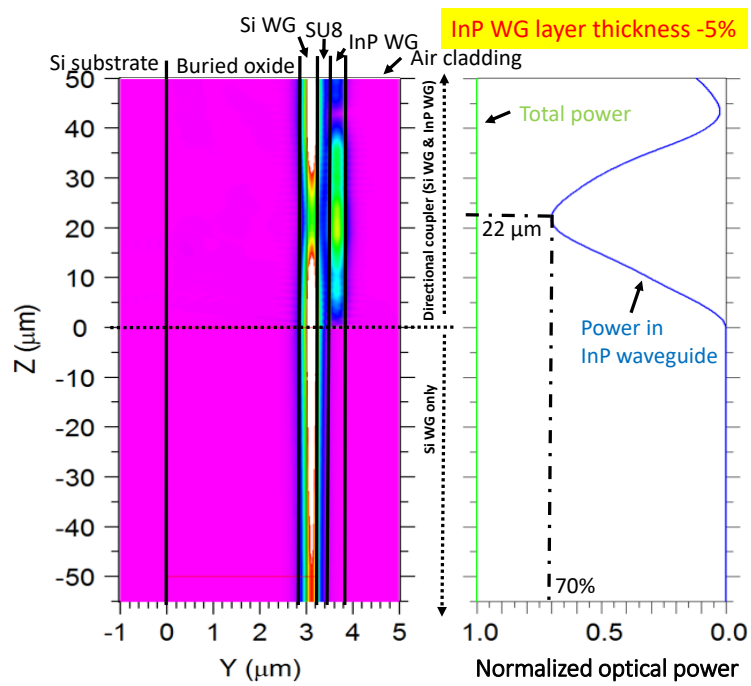 InP WG layer thickness -5%
Si WG
SU8
InP WG
Si substrate
Buried oxide
Air cladding
50
40
30
20
10
0
-10
-20
-30
-40
-50
Z (μm)
-1
0
1
2
3
4
5
Y (μm)
Directional coupler (Si WG & InP WG)
Si WG only
Total power
22 μm
Power in
InP waveguide
70%
1.0
0.5
0.0
Normalized optical power